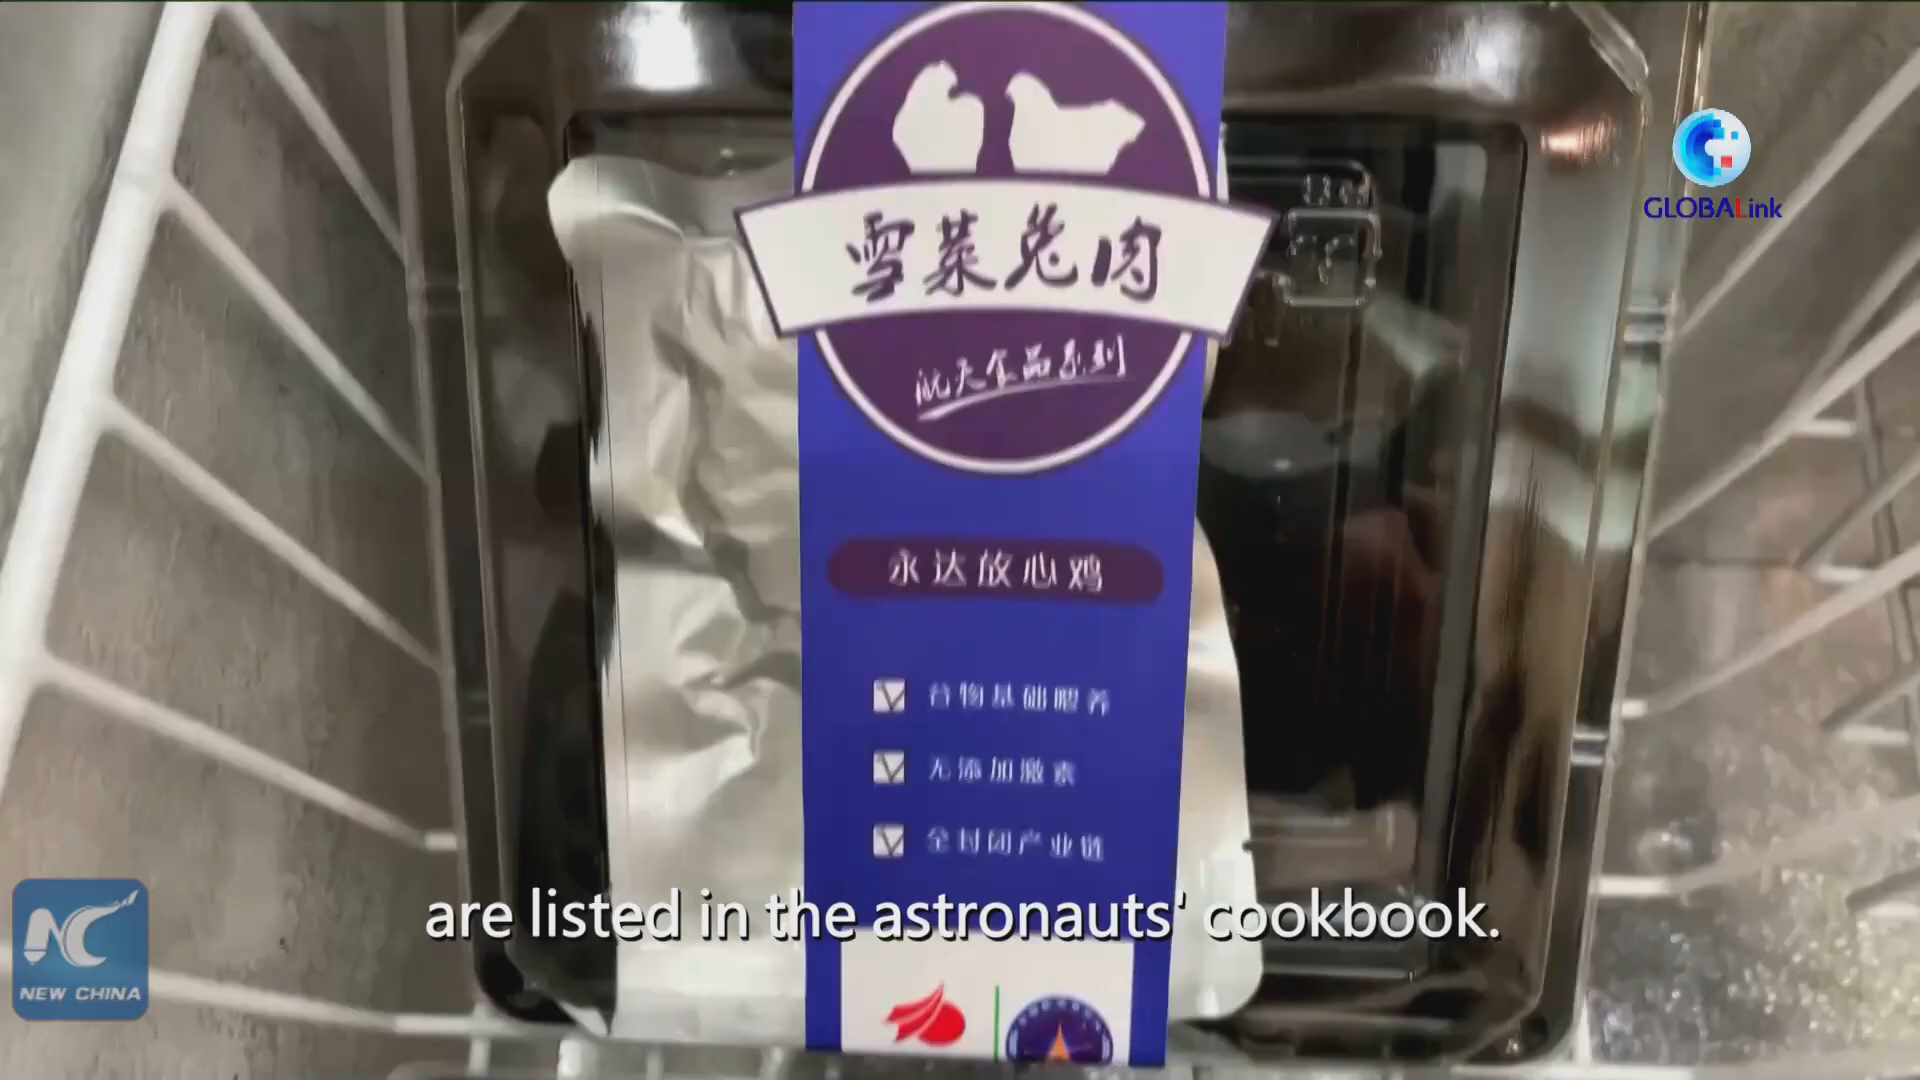 雪菜兔肉
航天食品系列
GLOBALink
永达放心鸡
谷物基础喂养
无添加激素
全封闭产业链
are listed in the astronauts' cookbook.
NEW CHINA